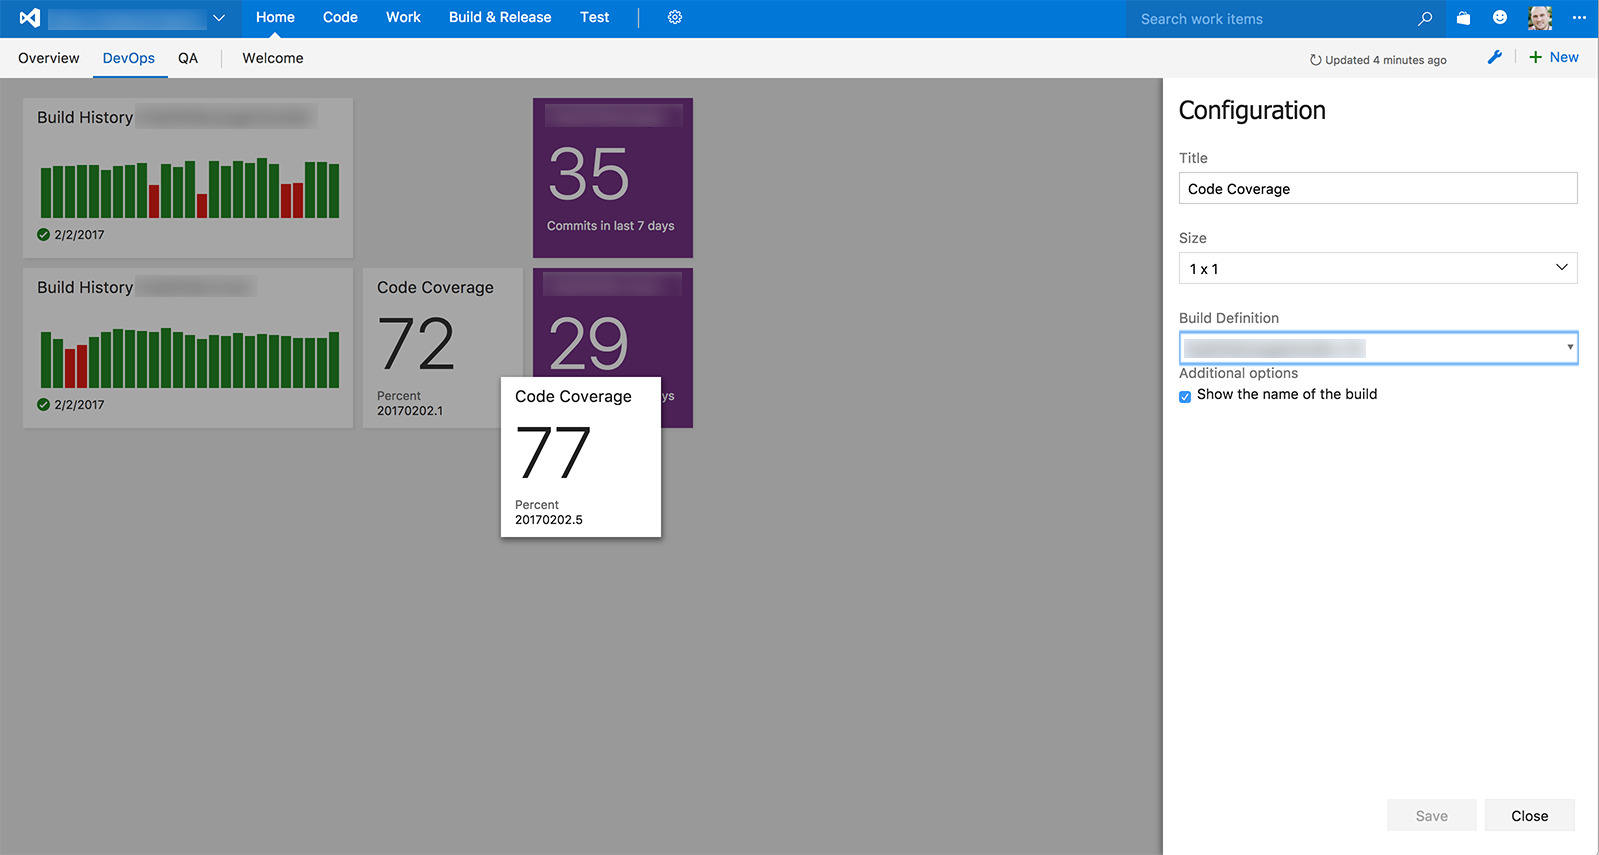 Home Code Work Build & Release Test
Search work items
Overview DevOps QA Welcome
Updated 4 minutes ago
New
Build History
2/2/2017
35
Commits in last 7 days
Build History
2/2/2017
Code Coverage
72
Percent
20170202.1
29
ys
Code Coverage
77
Percent
20170202.5
Configuration
Title
Code Coverage
Size
1 x 1
Build Definition
Additional options
Show the name of the build
Save Close